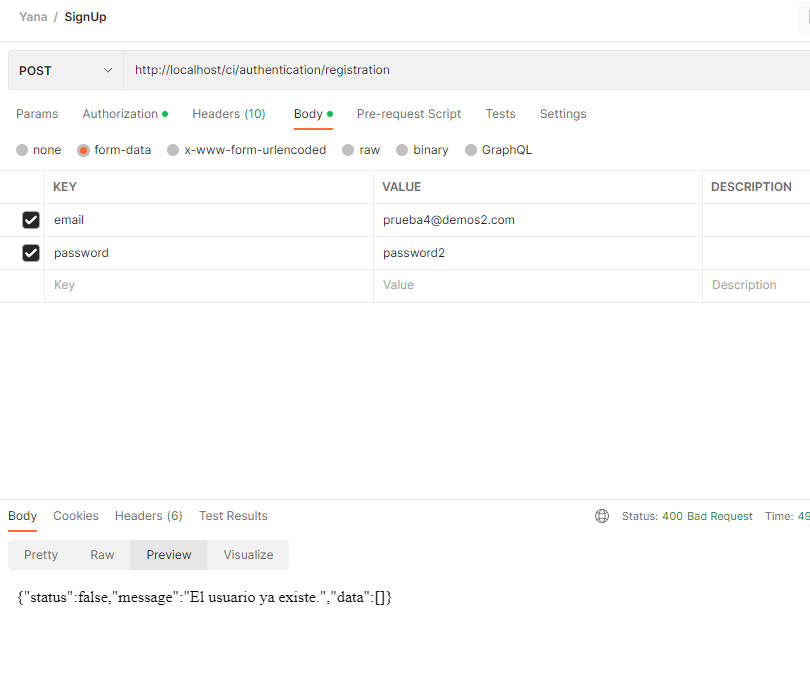 Yana / SignUp
POST http://localhost/ci/authentication/registration
Params Authorization Headers (10) Body Pre-request Script Tests Settings
none form-data x-www-form-urlencoded raw binary GraphQL
KEY VALUE DESCRIPTION
email prueba4@demos2.com
password password2
Key Value Description
Body Cookies Headers (6) Test Results Status: 400 Bad Request Time: 49
Pretty Raw Preview Visualize
{"status":false,"message":"El usuario ya existe.","data":[]}